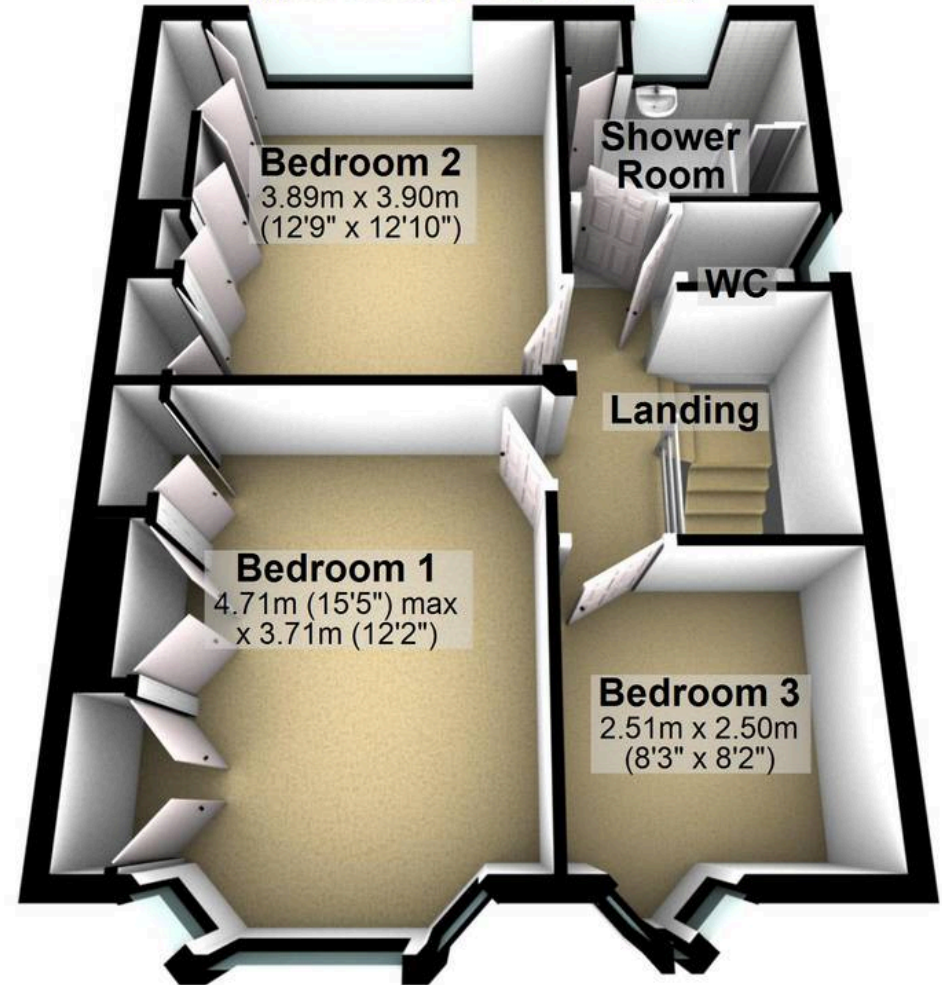 Bedroom 2
3.89m x 3.90m
(12'9" x 12'10")
Shower
Room
WC
Landing
Bedroom 1
4.71m (15'5") max
x 3.71m (12'2")
Bedroom 3
2.51m x 2.50m
(8'3" x 8'2")